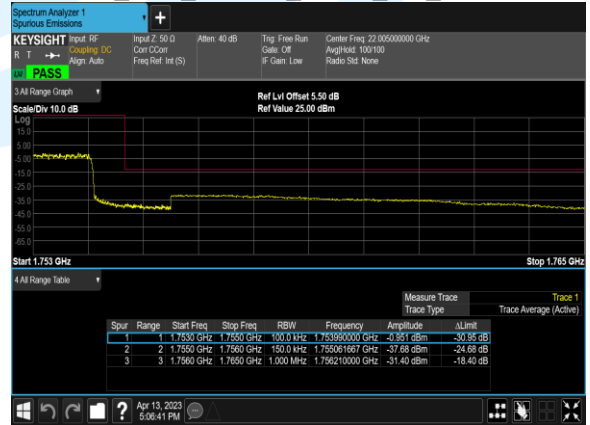 Spectrum Analyzer 1
Spurious Emissions
KEYSIGHT Input: RF Input Z: 50 Ω Atten: 40 dB Trig: Free Run Center Freq: 22.005000000 GHz
R T Coupling: DC Corr CCorr Gate: Off Avg|Hold: 100/100
Align: Auto Freq Ref: Int (S) IF Gain: Low Radio Std: None
PASS
3 All Range Graph
Ref Lvl Offset 5.50 dB
Scale/Div 10.0 dB Ref Value 25.00 dBm
Log
15.0
5.00
-5.00
-15.0
-25.0
-35.0
-45.0
-55.0
-65.0
Start 1.753 GHz Stop 1.765 GHz
4 All Range Table
Measure Trace Trace 1
Trace Type Trace Average (Active)
Spur Range Start Freq Stop Freq RBW Frequency Amplitude ΔLimit
1 1 1.7530 GHz 1.7550 GHz 100.0 kHz 1.753990000 GHz -0.951 dBm -30.95 dB
2 2 1.7550 GHz 1.7560 GHz 150.0 kHz 1.755061667 GHz -37.68 dBm -24.68 dB
3 3 1.7560 GHz 1.7650 GHz 1.000 MHz 1.756210000 GHz -31.40 dBm -18.40 dB
Apr 13, 2023
5:06:41 PM